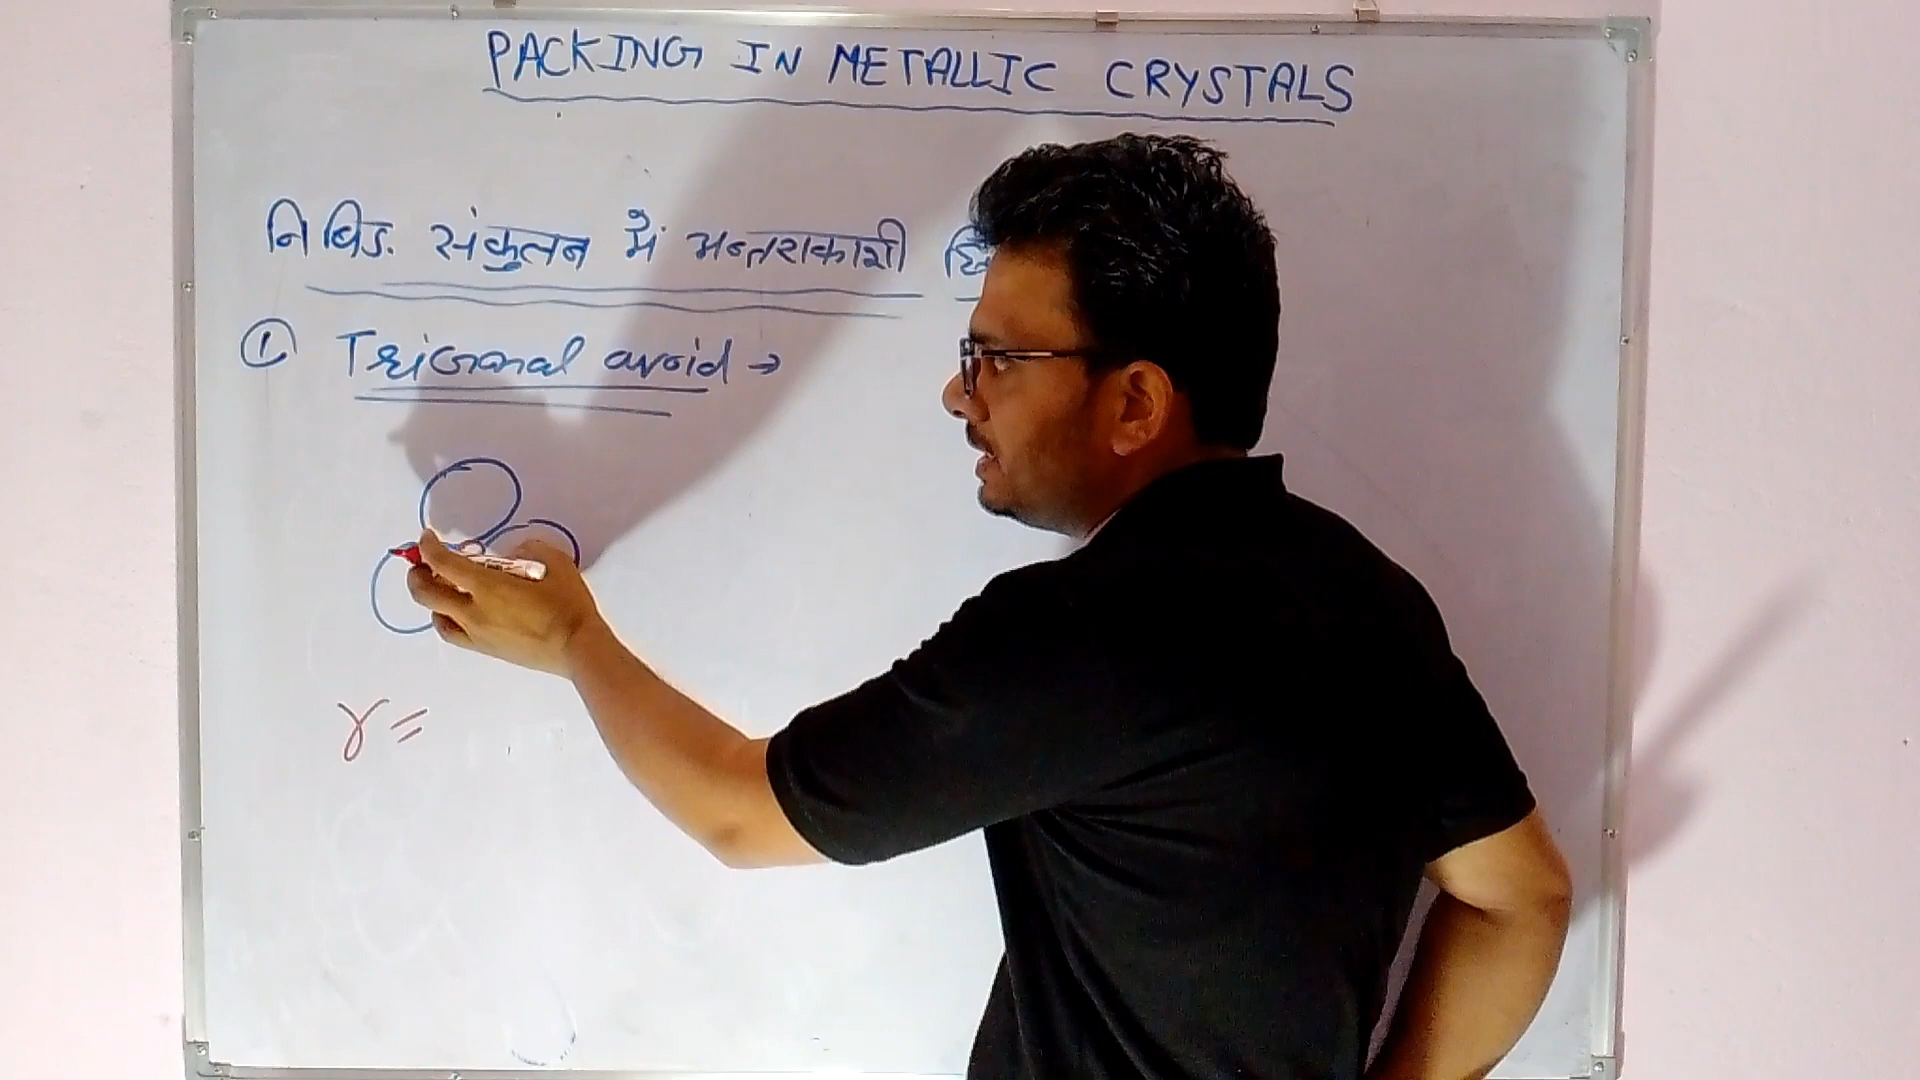 PACKING IN METALLIC CRYSTALS
निबिड. संकुलन में अन्तराकाशी
① Trigonal avoid →
r =